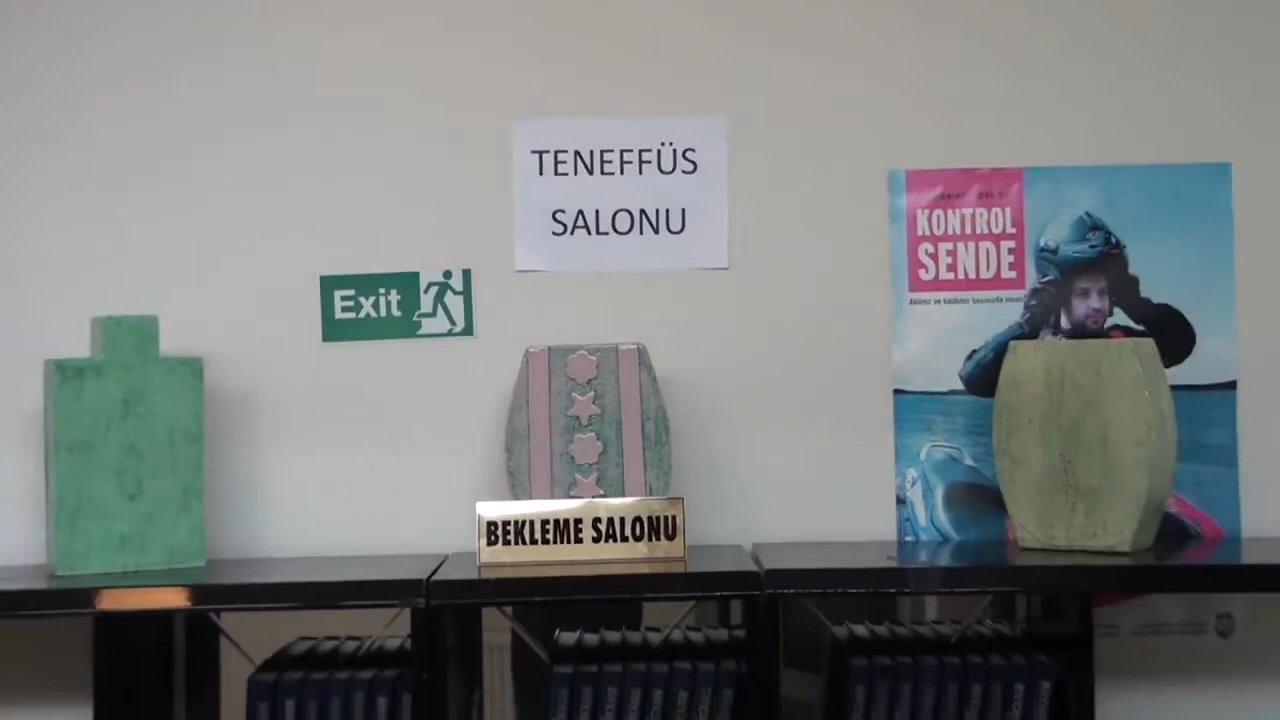 TENEFFÜS
SALONU
Exit
KONTROL
SENDE
BEKLEME SALONU